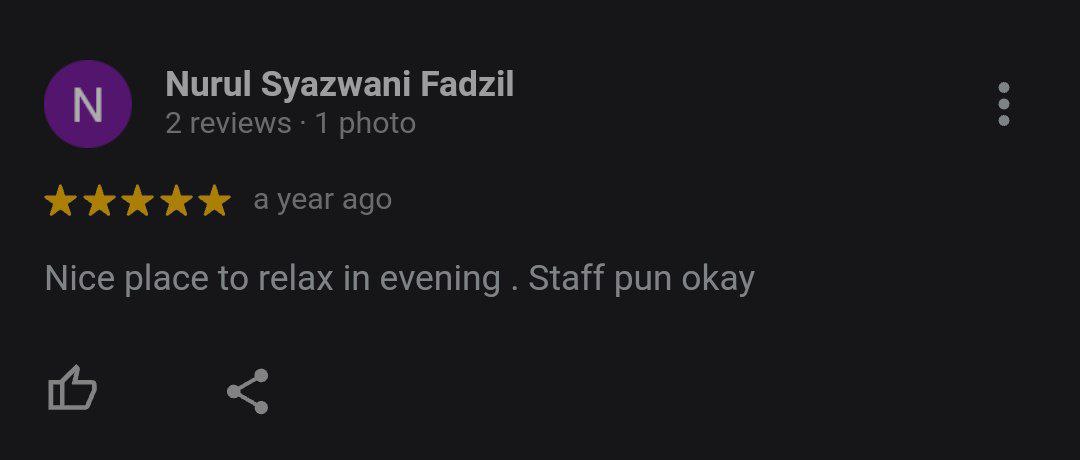 N
Nurul Syazwani Fadzil
2 reviews · 1 photo
a year ago
Nice place to relax in evening . Staff pun okay